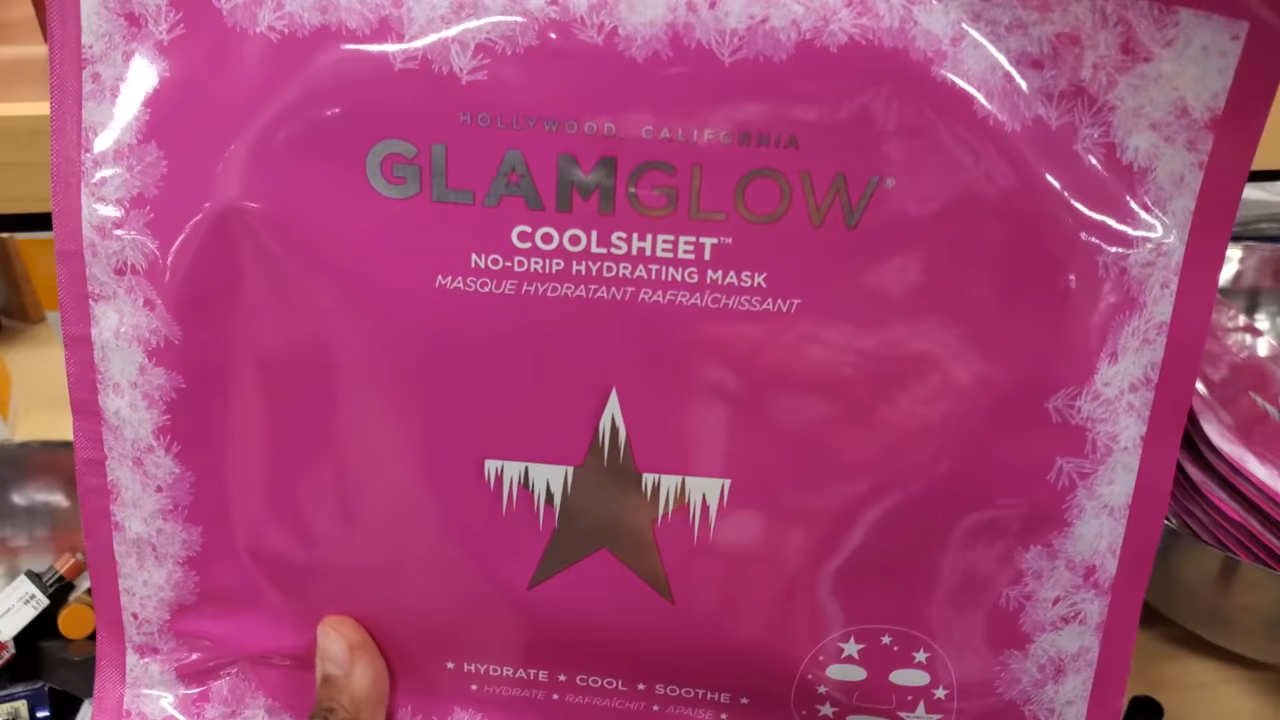 HOLLYWOOD, CALIFORNIA
GLAMGLOW®
COOLSHEET™
NO-DRIP HYDRATING MASK
MASQUE HYDRATANT RAFRAÎCHISSANT
★ HYDRATE ★ COOL ★ SOOTHE ★
★ HYDRATE ★ RAFRAÎCHIT ★ APAISE ★